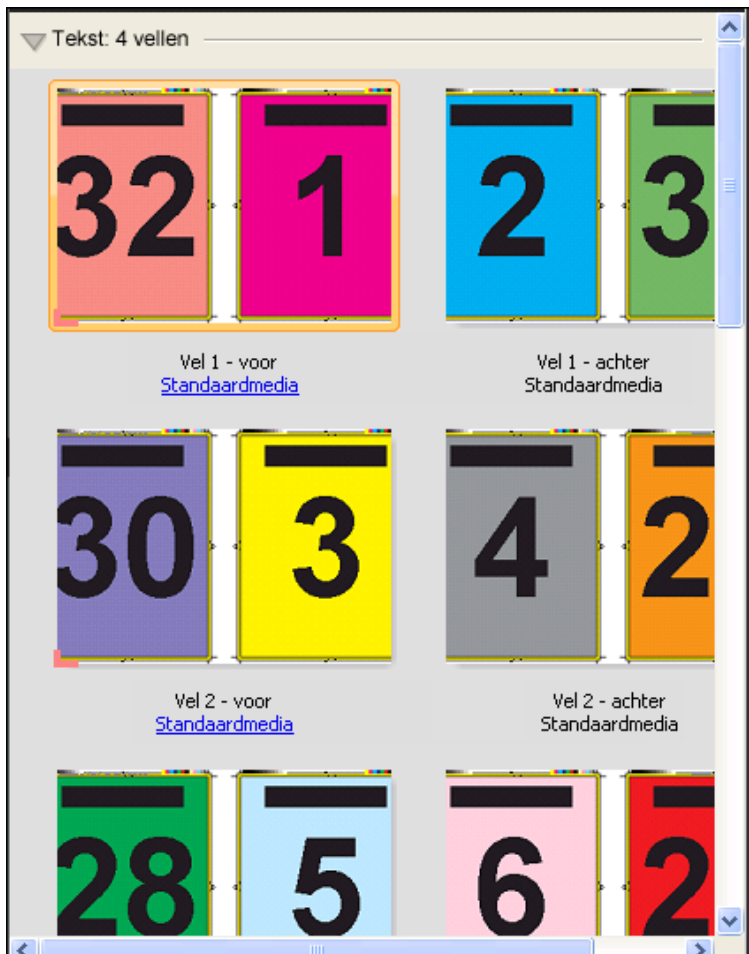 Tekst: 4 vellen
32 1 2 3
Vel 1 - voor
Standaardmedia
Vel 1 - achter
Standaardmedia
30 3 4 2
Vel 2 - voor
Standaardmedia
Vel 2 - achter
Standaardmedia
28 5 6 2